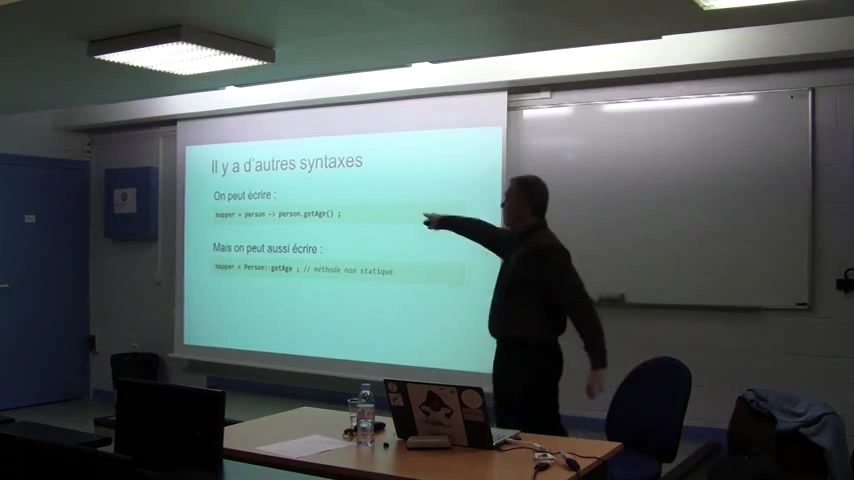 Il y a d'autres syntaxes
On peut écrire :
mapper = person -> person.getAge() ;
Mais on peut aussi écrire :
mapper = Person::getAge ; // méthode non statique